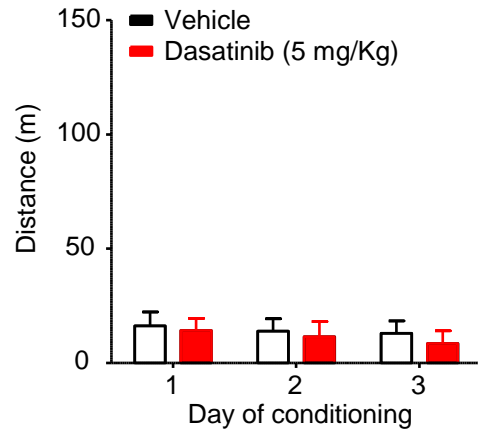 Vehicle
Dasatinib (5 mg/Kg)
Distance (m)
150
100
50
0
1 2 3
Day of conditioning